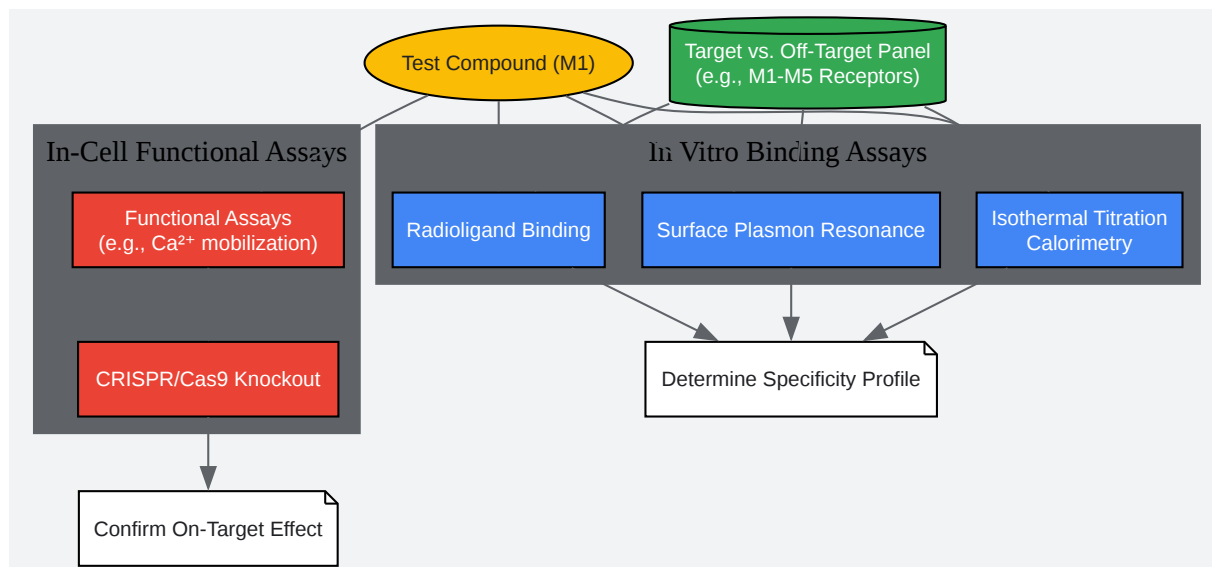 Test Compound (M1)
Target vs. Off-Target Panel
(e.g., M1-M5 Receptors)
In-Cell Functional Assays
In Vitro Binding Assays
Functional Assays
(e.g., Ca²⁺ mobilization)
Radioligand Binding
Surface Plasmon Resonance
Isothermal Titration
Calorimetry
CRISPR/Cas9 Knockout
Determine Specificity Profile
Confirm On-Target Effect